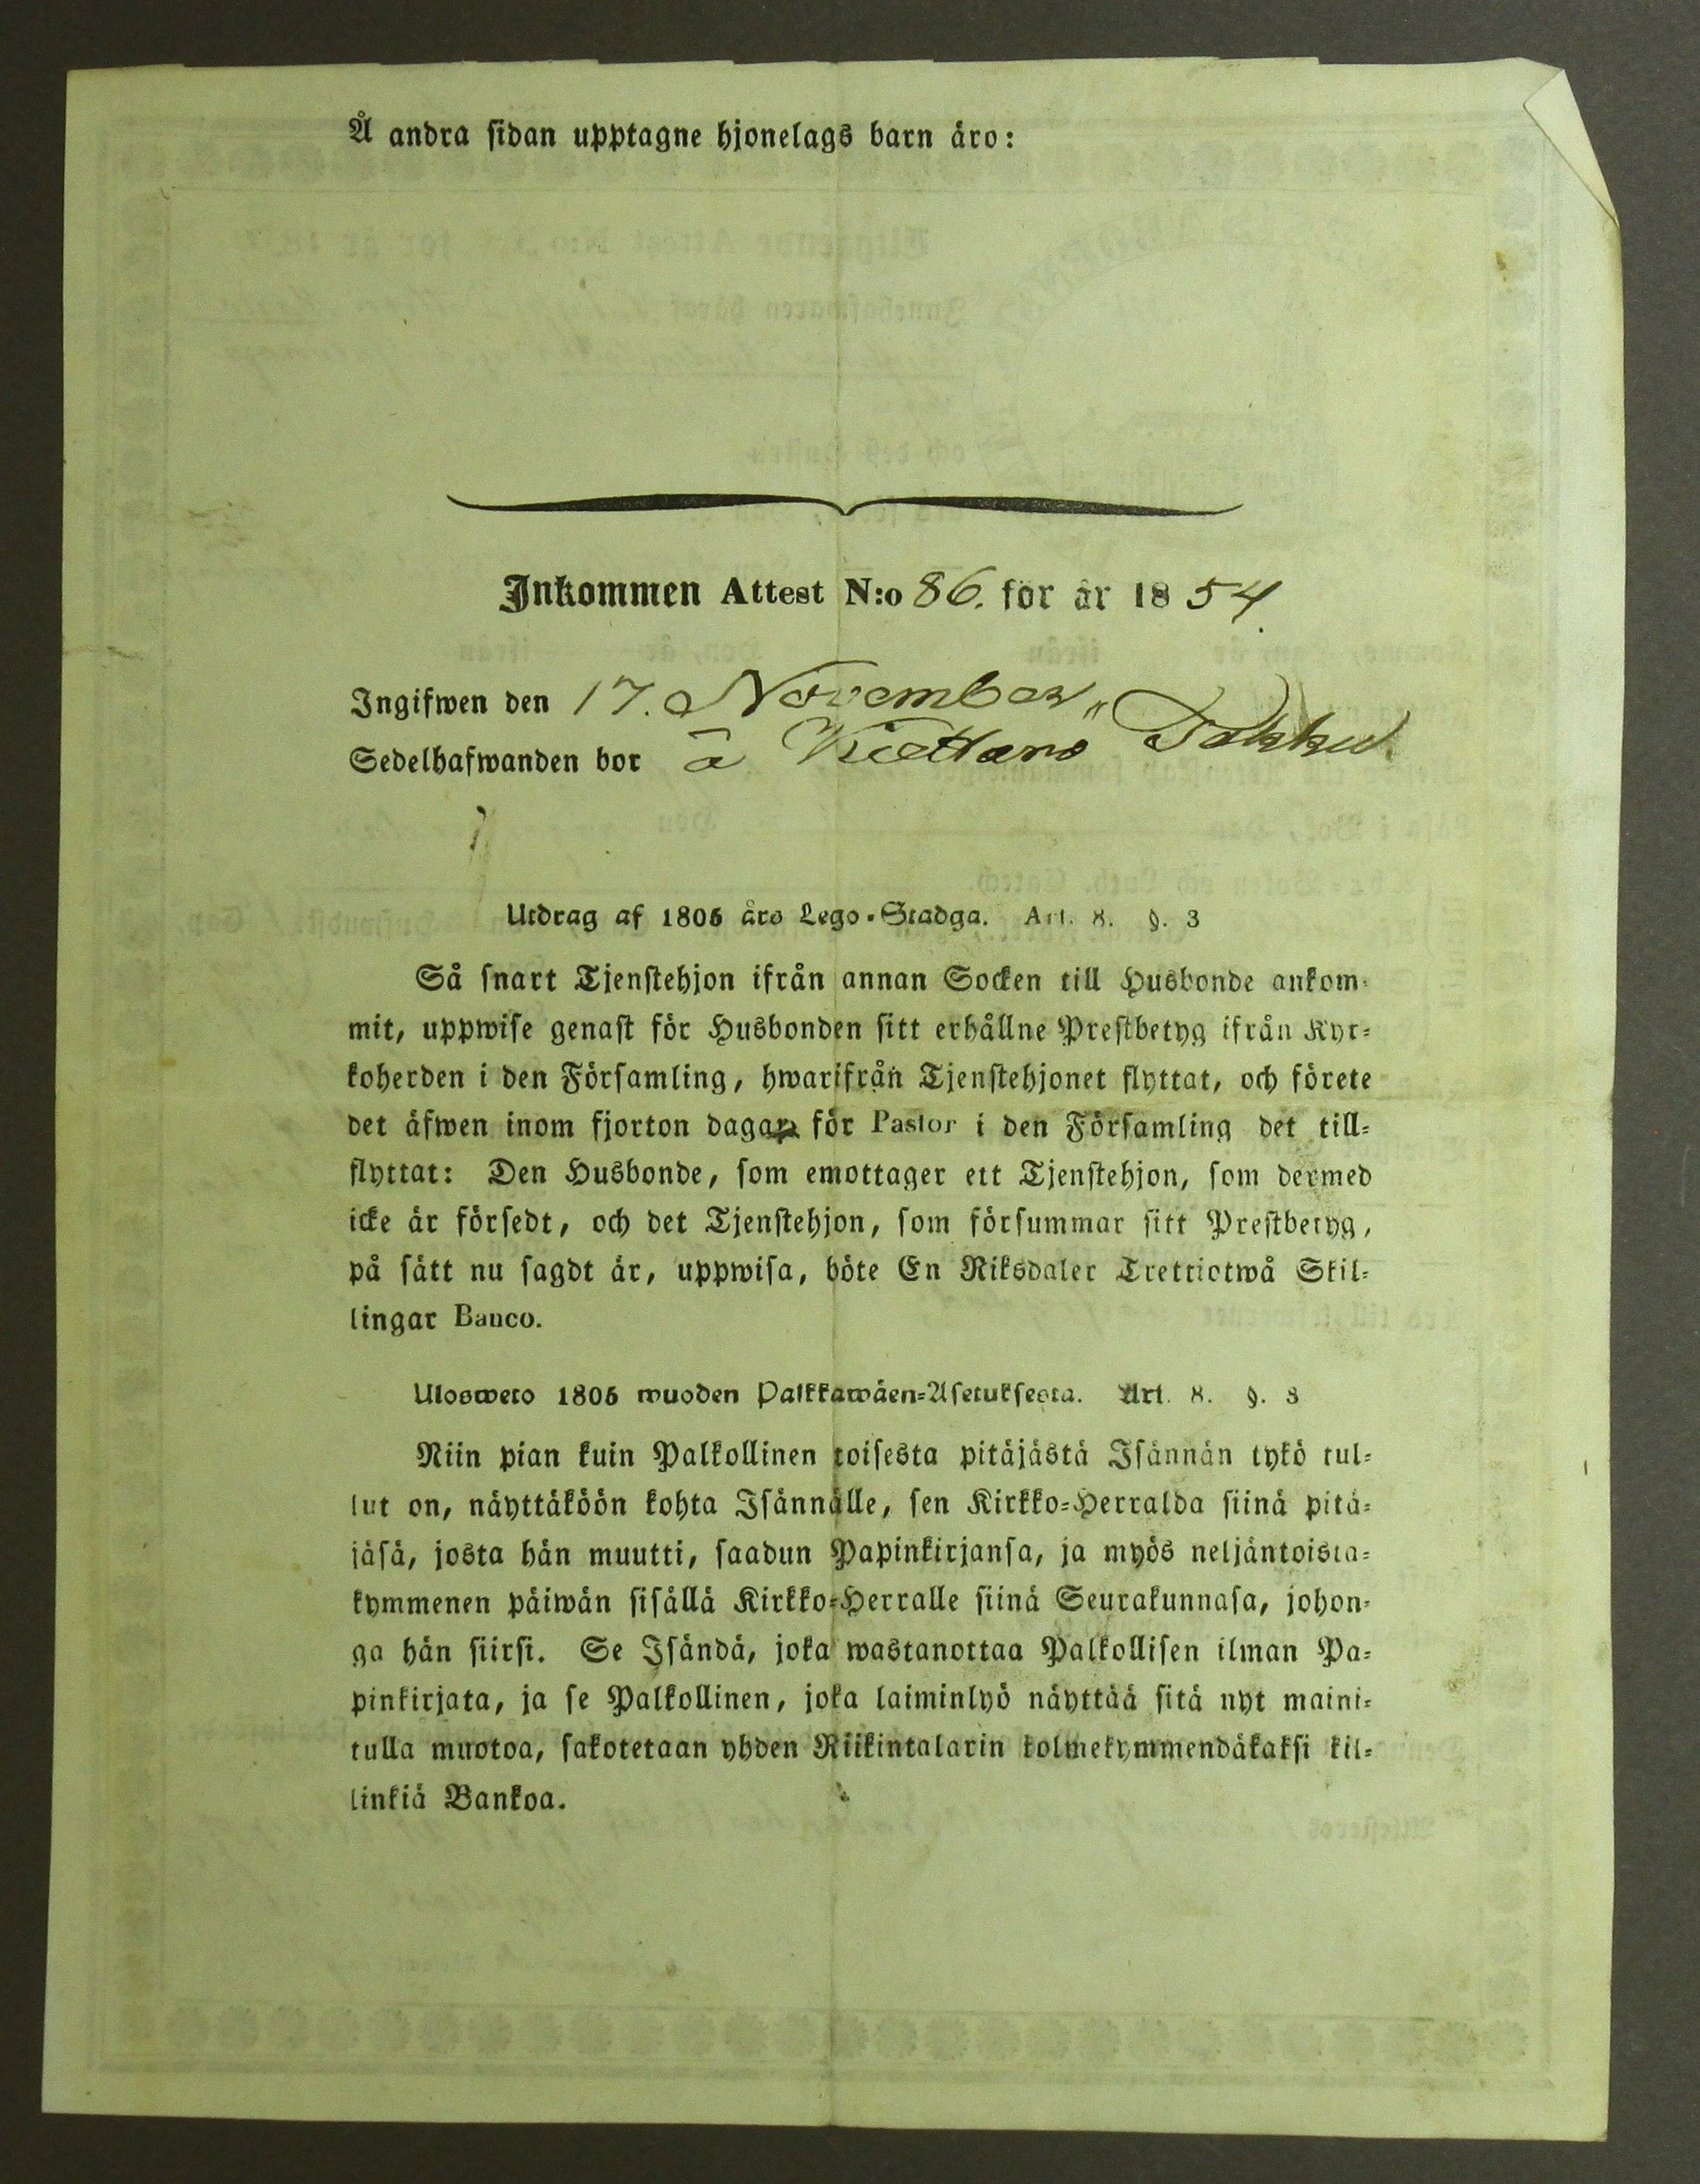 Å andra sidan upptagne hjonelags barn äro:
Inkommen Attest N:o 86. för år 1854.
Ingifwen den 17. November
Sedelhafwanden bor å
Utdrag af 1805 års Lego-Stadga. Art. 8. §. 3
Så snart Tjenstehjon ifrån annan Socken till Husbonde ankom-
mit, uppwise genast för Husbonden sitt erhållne Prestbetyg ifrån Kyr-
koherden i den Församling, hwarifrån Tjenstehjonet flyttat, och förete
det äfwen inom fjorton dagar för Pastor i den Församling det till-
flyttat: Den Husbonde, som emottager ett Tjenstehjon, som dermed
icke är försedt, och det Tjenstehjon, som försummar sitt Prestbetyg,
på sätt nu sagdt är, uppwisa, böte En Riksdaler Trettiotwå Skil-
lingar Banco.
Ulosweto 1805 wuoden Palkkawäen-Asetuksesta. Art. 8. §. 3
Niin pian kuin Palkollinen toisesta pitäjästä Isännän tykö tul-
lut on, näyttäköön kohta Isännälle, sen Kirkko-Herralda siinä pitä-
jäsä, josta hän muutti, saadun Papinkirjansa, ja myös neljäntoista-
kymmenen päiwän sisällä Kirkko-Herralle siinä Seurakunnasa, johon-
ga hän siirsi. Se Isändä, joka wastanottaa Palkollisen ilman Pa-
pinkirjata, ja se Palkollinen, joka laiminlyö näyttää sitä nyt maini-
tulla muotoa, sakotetaan yhden Riikintalarin kolmekymmendäkaksi kil-
linkiä Bankoa.